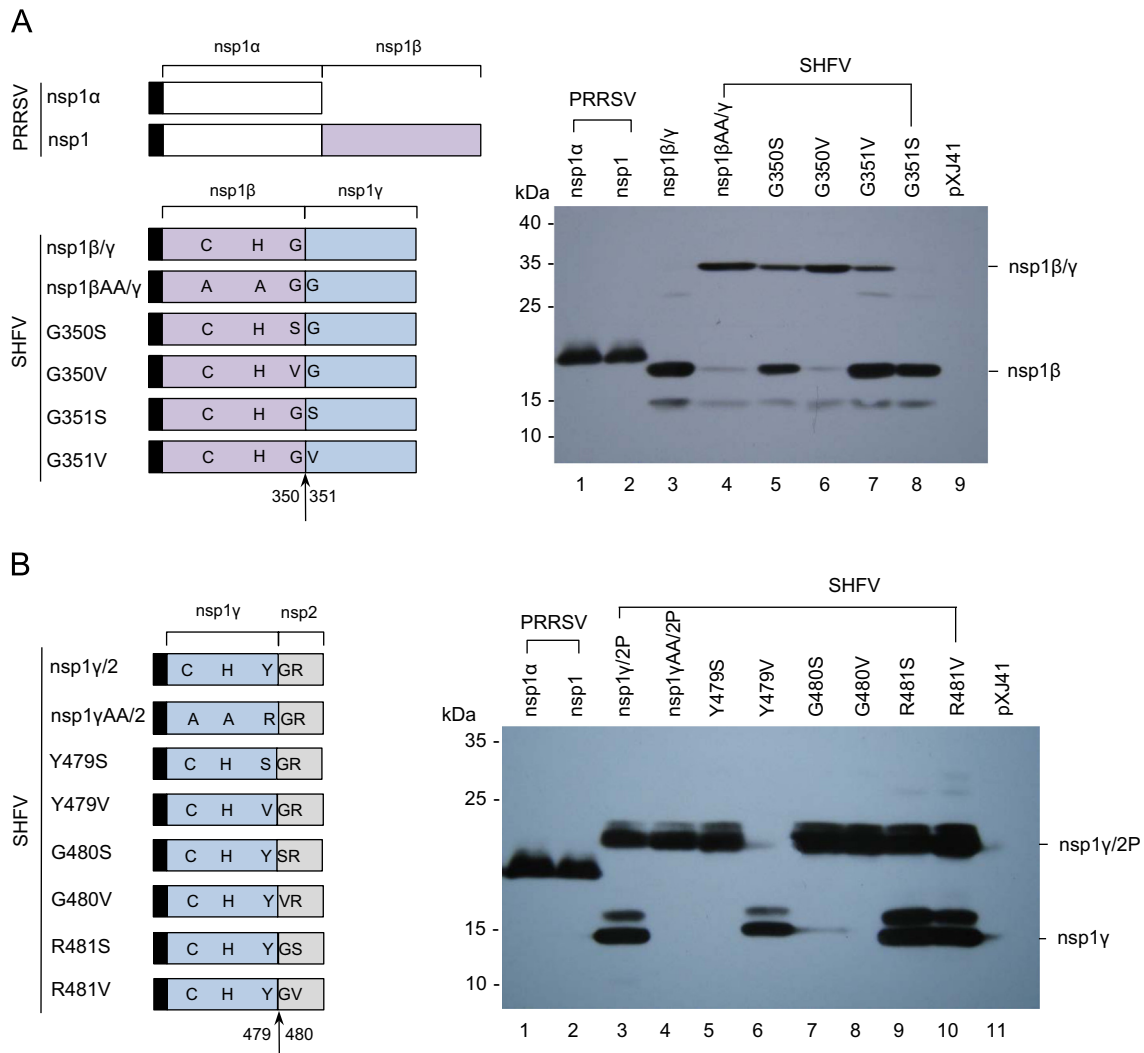 A
nsp1α nsp1β
PRRSV
nsp1α
nsp1
nsp1β nsp1γ
SHFV
nsp1β/γ C H G
nsp1βAA/γ A A G G
G350S C H S G
G350V C H V G
G351S C H G S
G351V C H G V
350 351
SHFV
PRRSV
nsp1α nsp1 nsp1β/γ nsp1βAA/γ G350S G350V G351V G351S pXJ41
kDa
40 -
35 -
25 -
15 -
10 -
nsp1β/γ
nsp1β
1 2 3 4 5 6 7 8 9
B
nsp1γ nsp2
SHFV
nsp1γ/2 C H Y GR
nsp1γAA/2 A A R GR
Y479S C H S GR
Y479V C H V GR
G480S C H Y SR
G480V C H Y VR
R481S C H Y GS
R481V C H Y GV
479 480
SHFV
PRRSV
nsp1α nsp1 nsp1γ/2P nsp1γAA/2P Y479S Y479V G480S G480V R481S R481V pXJ41
kDa
35 -
25 -
15 -
10 -
nsp1γ/2P
nsp1γ
1 2 3 4 5 6 7 8 9 10 11